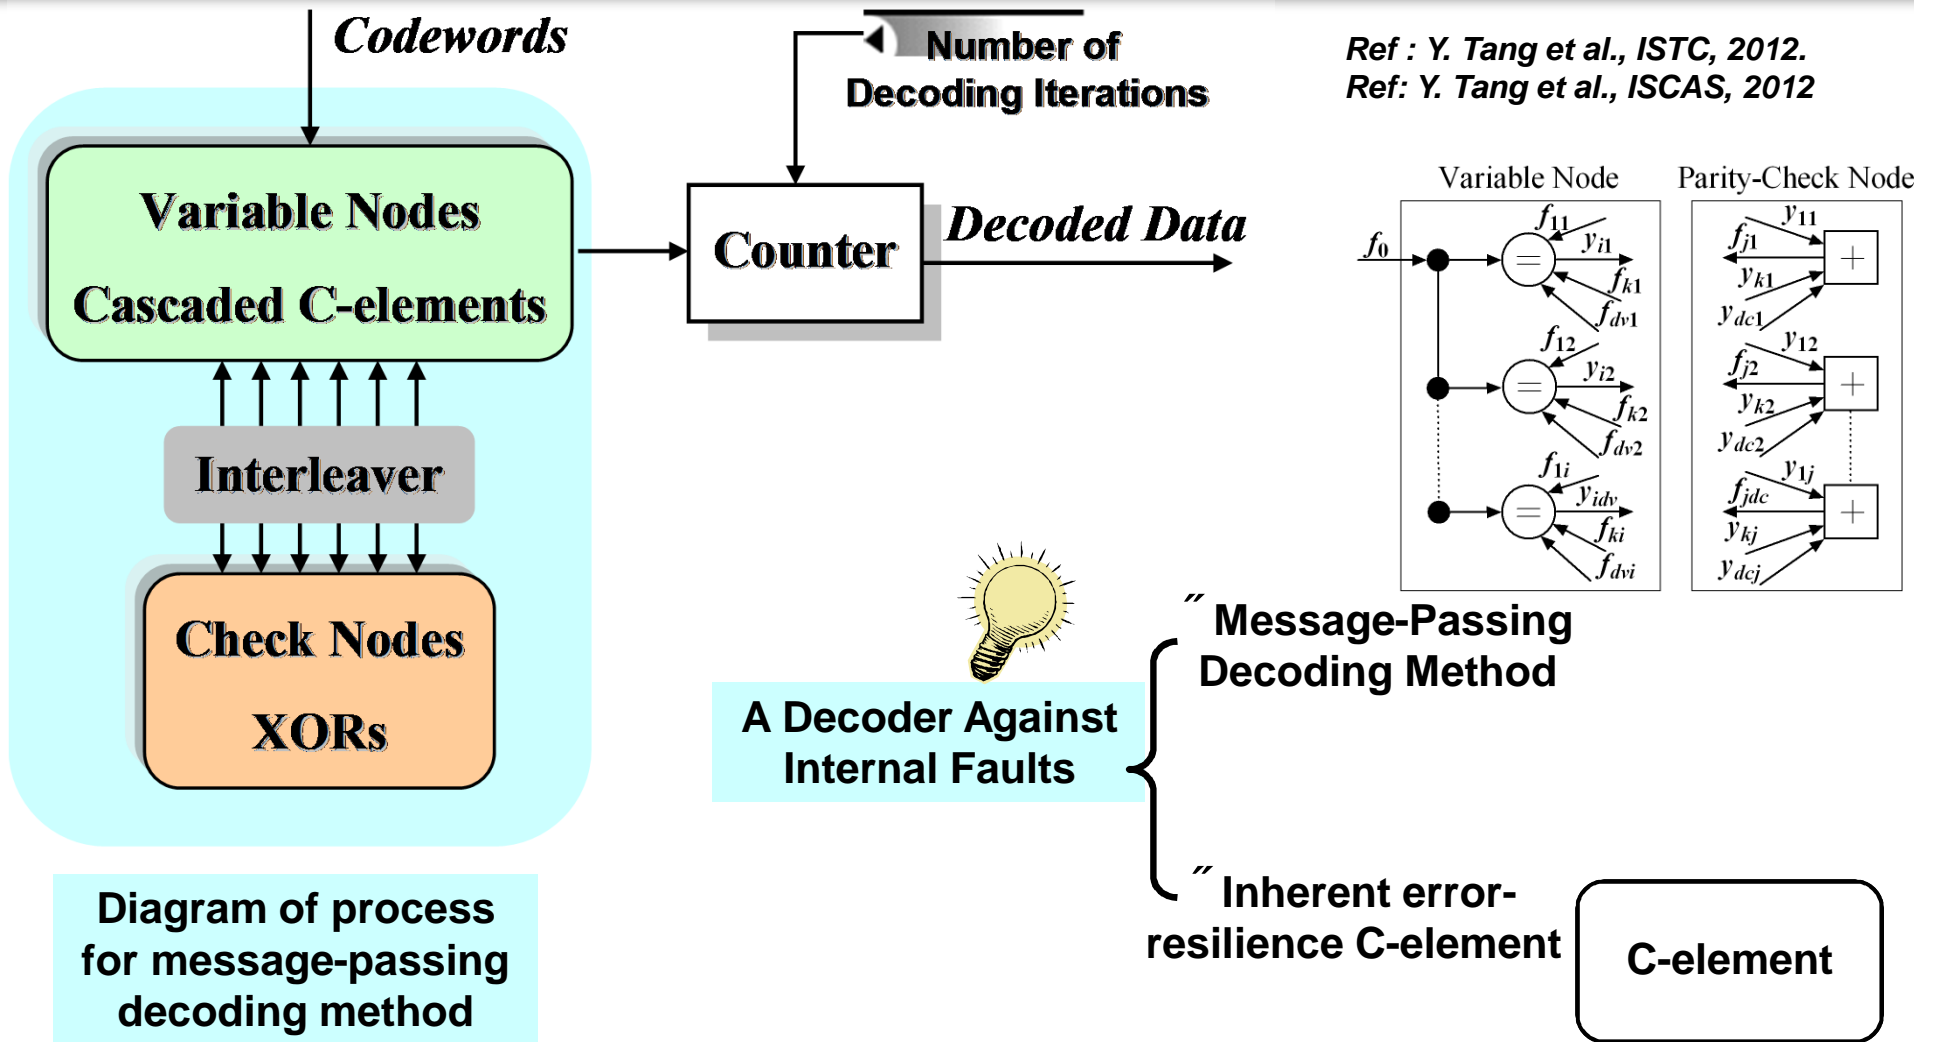 Codewords
Number of
Decoding Iterations
Ref : Y. Tang et al., ISTC, 2012.
Ref: Y. Tang et al., ISCAS, 2012
Variable Nodes
Cascaded C-elements
Counter
Decoded Data
Interleaver
Check Nodes
XORs
Diagram of process
for message-passing
decoding method
Variable Node
f0
f11
yi1
fk1
fdv1
=
f12
yi2
fk2
fdv2
=
f1i
yidv
fki
fdvi
=
Parity-Check Node
y11
fj1
yk1
ydc1
+
y12
fj2
yk2
ydc2
+
y1j
fjdc
ykj
ydcj
+
A Decoder Against
Internal Faults
˝ Message-Passing
Decoding Method
˝ Inherent error-
resilience C-element
C-element